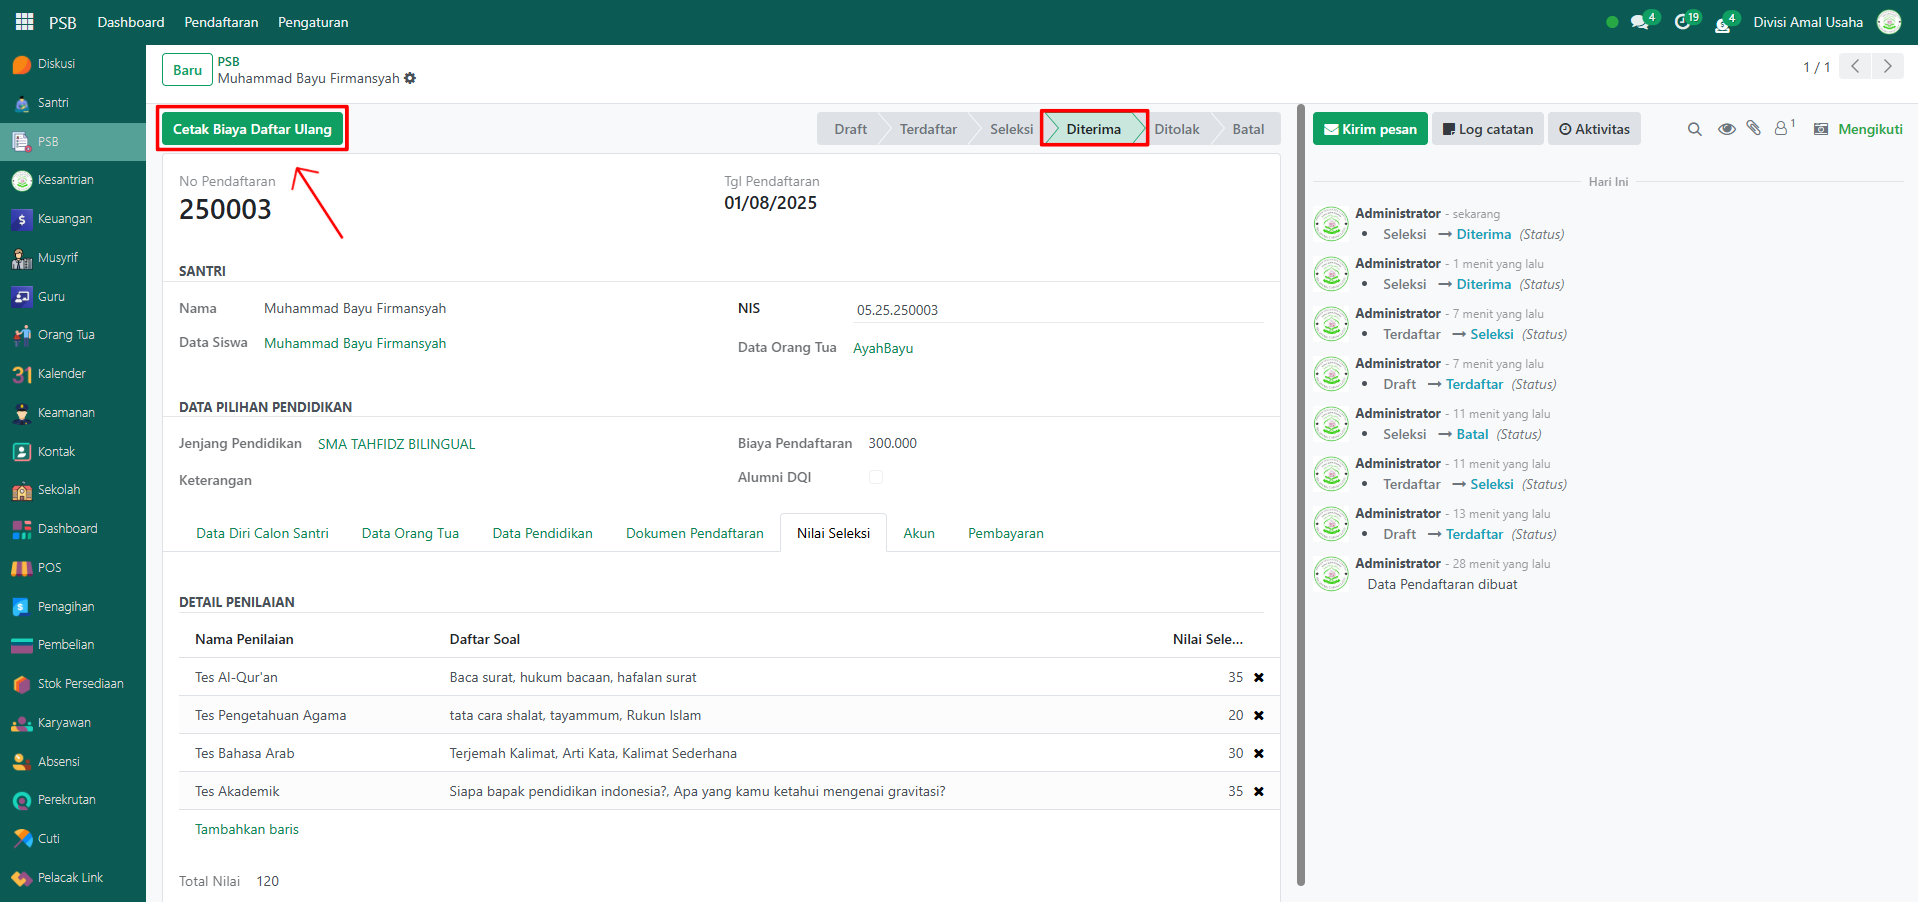 PSB
Dashboard
Pendaftaran
Pengaturan
4
19
4
Divisi Amal Usaha
Diskusi
Santri
PSB
Kesantrian
Keuangan
Musyrif
Guru
Orang Tua
31 Kalender
Keamanan
Kontak
Sekolah
Dashboard
POS
Penagihan
Pembelian
Stok Persediaan
Karyawan
Absensi
Perekrutan
Cuti
Pelacak Link
Baru
PSB
Muhammad Bayu Firmansyah
1 / 1
Cetak Biaya Daftar Ulang
Draft
Terdaftar
Seleksi
Diterima
Ditolak
Batal
No Pendaftaran
250003
Tgl Pendaftaran
01/08/2025
SANTRI
Nama Muhammad Bayu Firmansyah
Data Siswa Muhammad Bayu Firmansyah
NIS 05.25.250003
Data Orang Tua AyahBayu
DATA PILIHAN PENDIDIKAN
Jenjang Pendidikan SMA TAHFIDZ BILINGUAL
Keterangan
Biaya Pendaftaran 300.000
Alumni DQI
Data Diri Calon Santri
Data Orang Tua
Data Pendidikan
Dokumen Pendaftaran
Nilai Seleksi
Akun
Pembayaran
DETAIL PENILAIAN
Nama Penilaian Daftar Soal Nilai Sele...
Tes Al-Qur'an Baca surat, hukum bacaan, hafalan surat 35
Tes Pengetahuan Agama tata cara shalat, tayammum, Rukun Islam 20
Tes Bahasa Arab Terjemah Kalimat, Arti Kata, Kalimat Sederhana 30
Tes Akademik Siapa bapak pendidikan indonesia?, Apa yang kamu ketahui mengenai gravitasi? 35
Tambahkan baris
Total Nilai 120
Kirim pesan
Log catatan
Aktivitas
1
Mengikuti
Hari Ini
Administrator - sekarang
• Seleksi → Diterima (Status)
Administrator - 1 menit yang lalu
• Seleksi → Diterima (Status)
Administrator - 7 menit yang lalu
• Terdaftar → Seleksi (Status)
Administrator - 7 menit yang lalu
• Draft → Terdaftar (Status)
Administrator - 11 menit yang lalu
• Seleksi → Batal (Status)
Administrator - 11 menit yang lalu
• Terdaftar → Seleksi (Status)
Administrator - 13 menit yang lalu
• Draft → Terdaftar (Status)
Administrator - 28 menit yang lalu
Data Pendaftaran dibuat